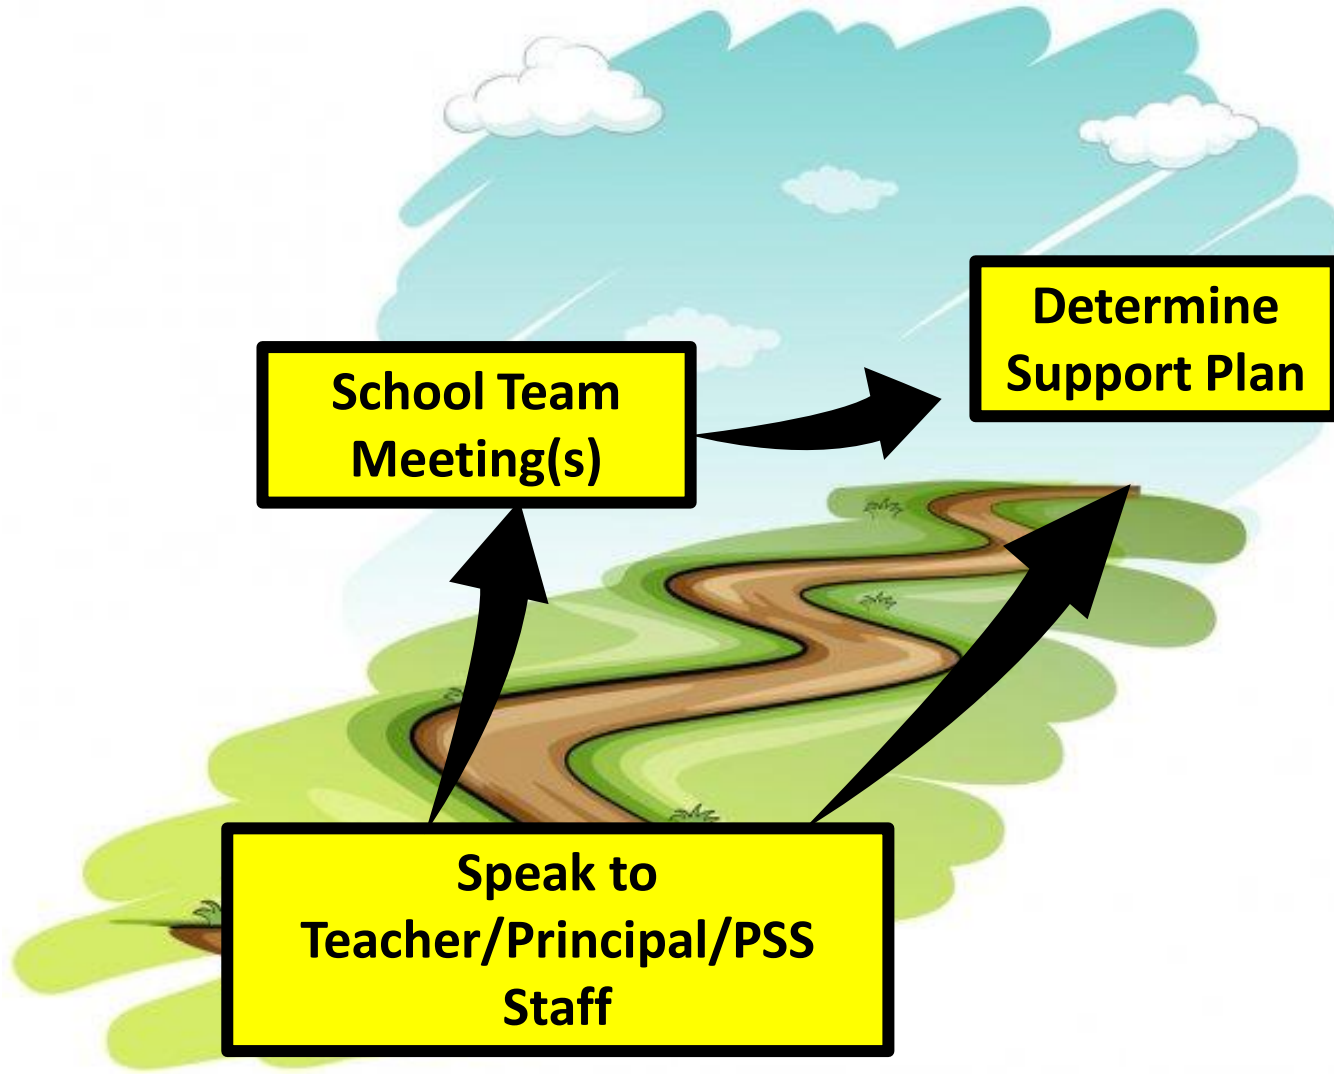 Determine
Support Plan
School Team
Meeting(s)
Speak to
Teacher/Principal/PSS
Staff